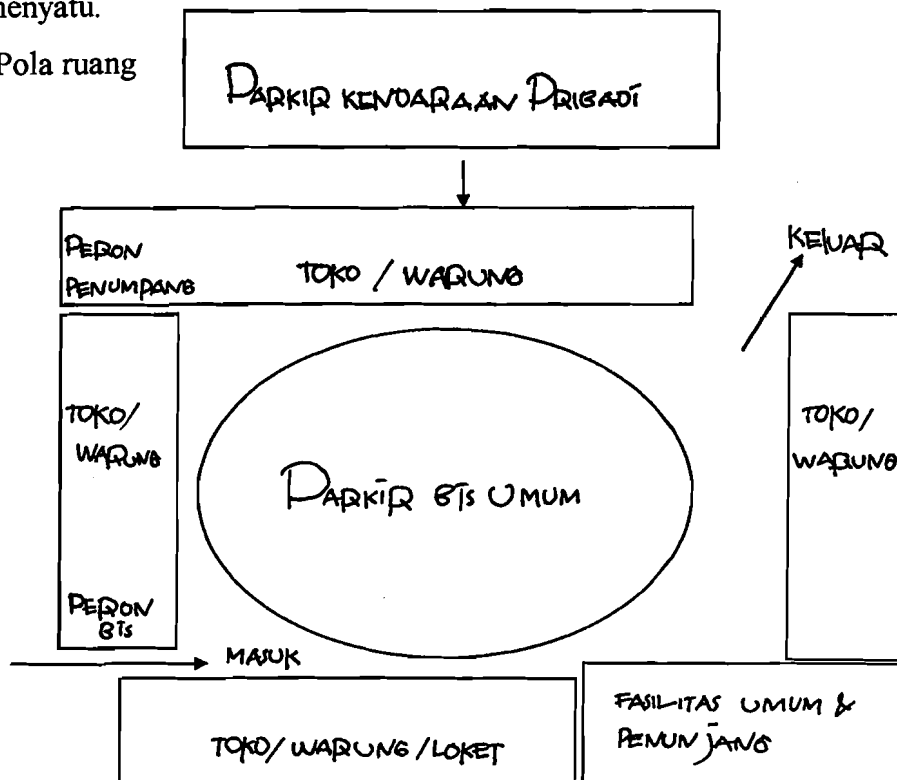 menyatu.
Pola ruang
PARKIR KENDARAAN PRIBADI
PERON
PENUMPANG
TOKO / WARUNG
KELUAR
TOKO/
WARUNG
PERON
BIS
PARKIR BIS UMUM
TOKO/
WARUNG
MASUK
TOKO/WARUNG/LOKET
FASILITAS UMUM &
PENUNJANG